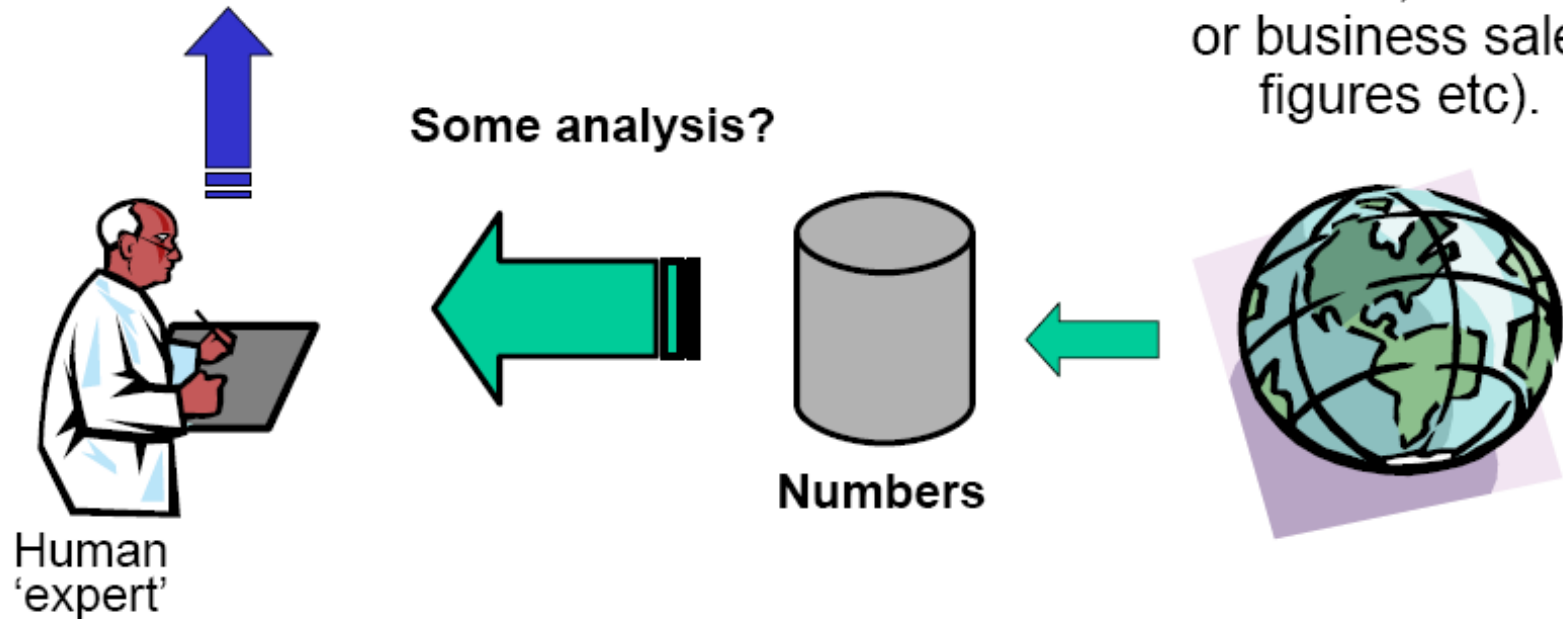 or business sale
figures etc).
Some analysis?
Numbers
Human
‘expert’